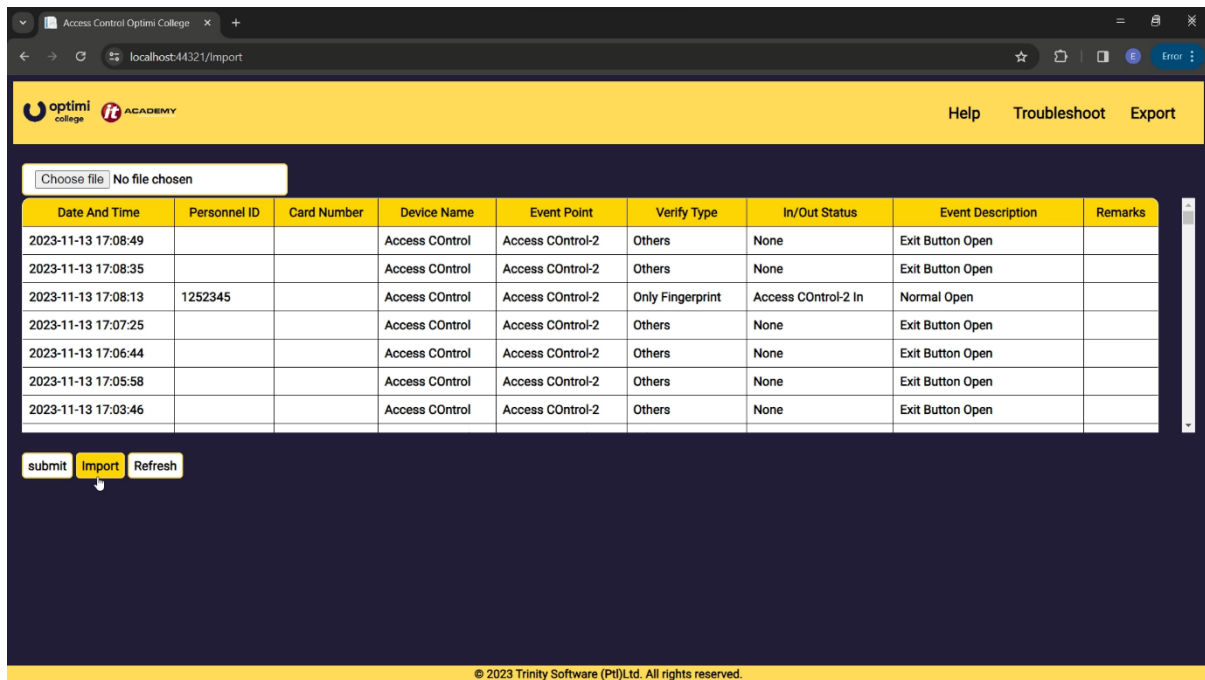 Access Control Optimi College
localhost:44321/Import
E
Error
optimi college it ACADEMY
Help Troubleshoot Export
Choose file No file chosen
Date And Time Personnel ID Card Number Device Name Event Point Verify Type In/Out Status Event Description Remarks
2023-11-13 17:08:49 Access COntrol Access COntrol-2 Others None Exit Button Open
2023-11-13 17:08:35 Access COntrol Access COntrol-2 Others None Exit Button Open
2023-11-13 17:08:13 1252345 Access COntrol Access COntrol-2 Only Fingerprint Access COntrol-2 In Normal Open
2023-11-13 17:07:25 Access COntrol Access COntrol-2 Others None Exit Button Open
2023-11-13 17:06:44 Access COntrol Access COntrol-2 Others None Exit Button Open
2023-11-13 17:05:58 Access COntrol Access COntrol-2 Others None Exit Button Open
2023-11-13 17:03:46 Access COntrol Access COntrol-2 Others None Exit Button Open
submit Import Refresh
© 2023 Trinity Software (Ptl)Ltd. All rights reserved.